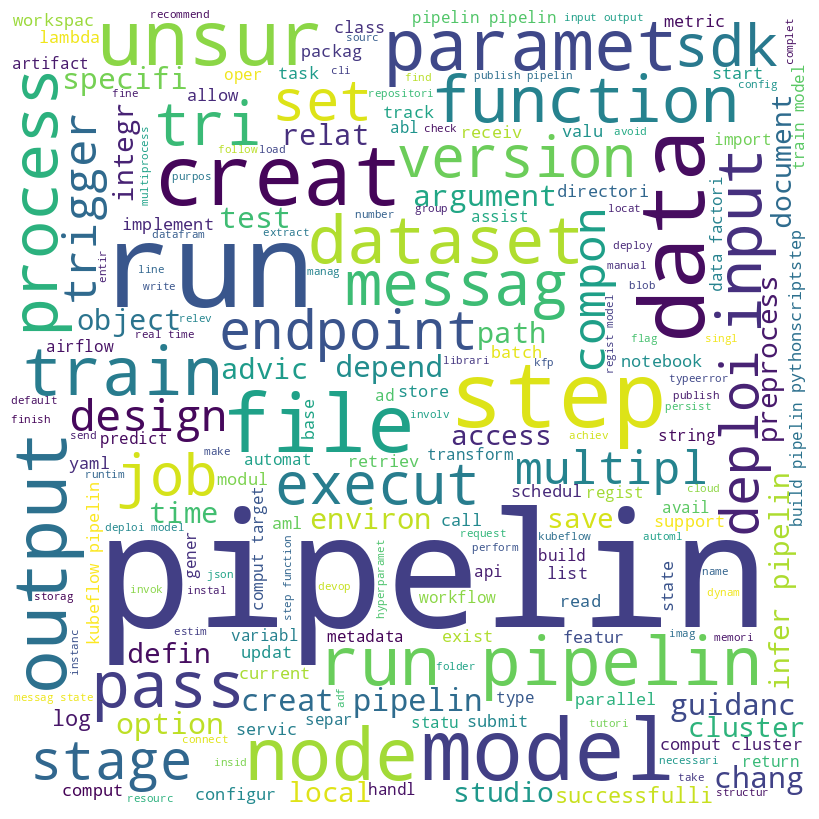 workspac
recommend
sourc
class
pipelin pipelin
input output
metric
complet
lambda
unsur
packag
paramet
sdk
artifact
specifi
oper
cli
task
find
publish pipelin
start
config
process
fine
tri
allow
set
track
repositori
function
train model
trigger
integr
multiprocess
follow
load
relat
abl
check
receiv
valu
avoid
data
import
document
purpos
creat
version
implement
test
argument
directori
group
assist
number
locat
input
data factori
entir
run
datafram
extract
dataset
compon
deploy
line
write
manag
messag
manual
blob
object
relev
real time
endpoint
path
regist model
flag
singl
airflow
train
advic
depend
librari
batch
kfp
notebook
preprocess
build pipelin pythonscriptstep
default
finish
design
file
base
ad
store
step
typeerror
publish
persist
deploi
send
predict
make
involv
access
achiev
string
output
yaml
runtim
job
modul
automat
retriev
transform
multipl
execut
schedul
regist
avail
cloud
time
aml
environ
call
save
support
deploi model
comput target
request
perform
kubeflow
automl
kubeflow pipelin
gener
pipelin
build
api
list
state
name
infer pipelin
storag
invok
json
instal
step function
devop
hyperparamet
workflow
read
dynam
instanc
estim
variabl
metadata
exist
featur
imag
memori
defin
updat
run pipelin
messag state
pass
current
folder
type
parallel
guidanc
log
option
creat pipelin
adf
connect
servic
separ
statu
submit
tutori
cluster
stage
insid
node
model
comput cluster
necessari
return
comput
resourc
configur
local
handl
studio
successfulli
take
chang
structur